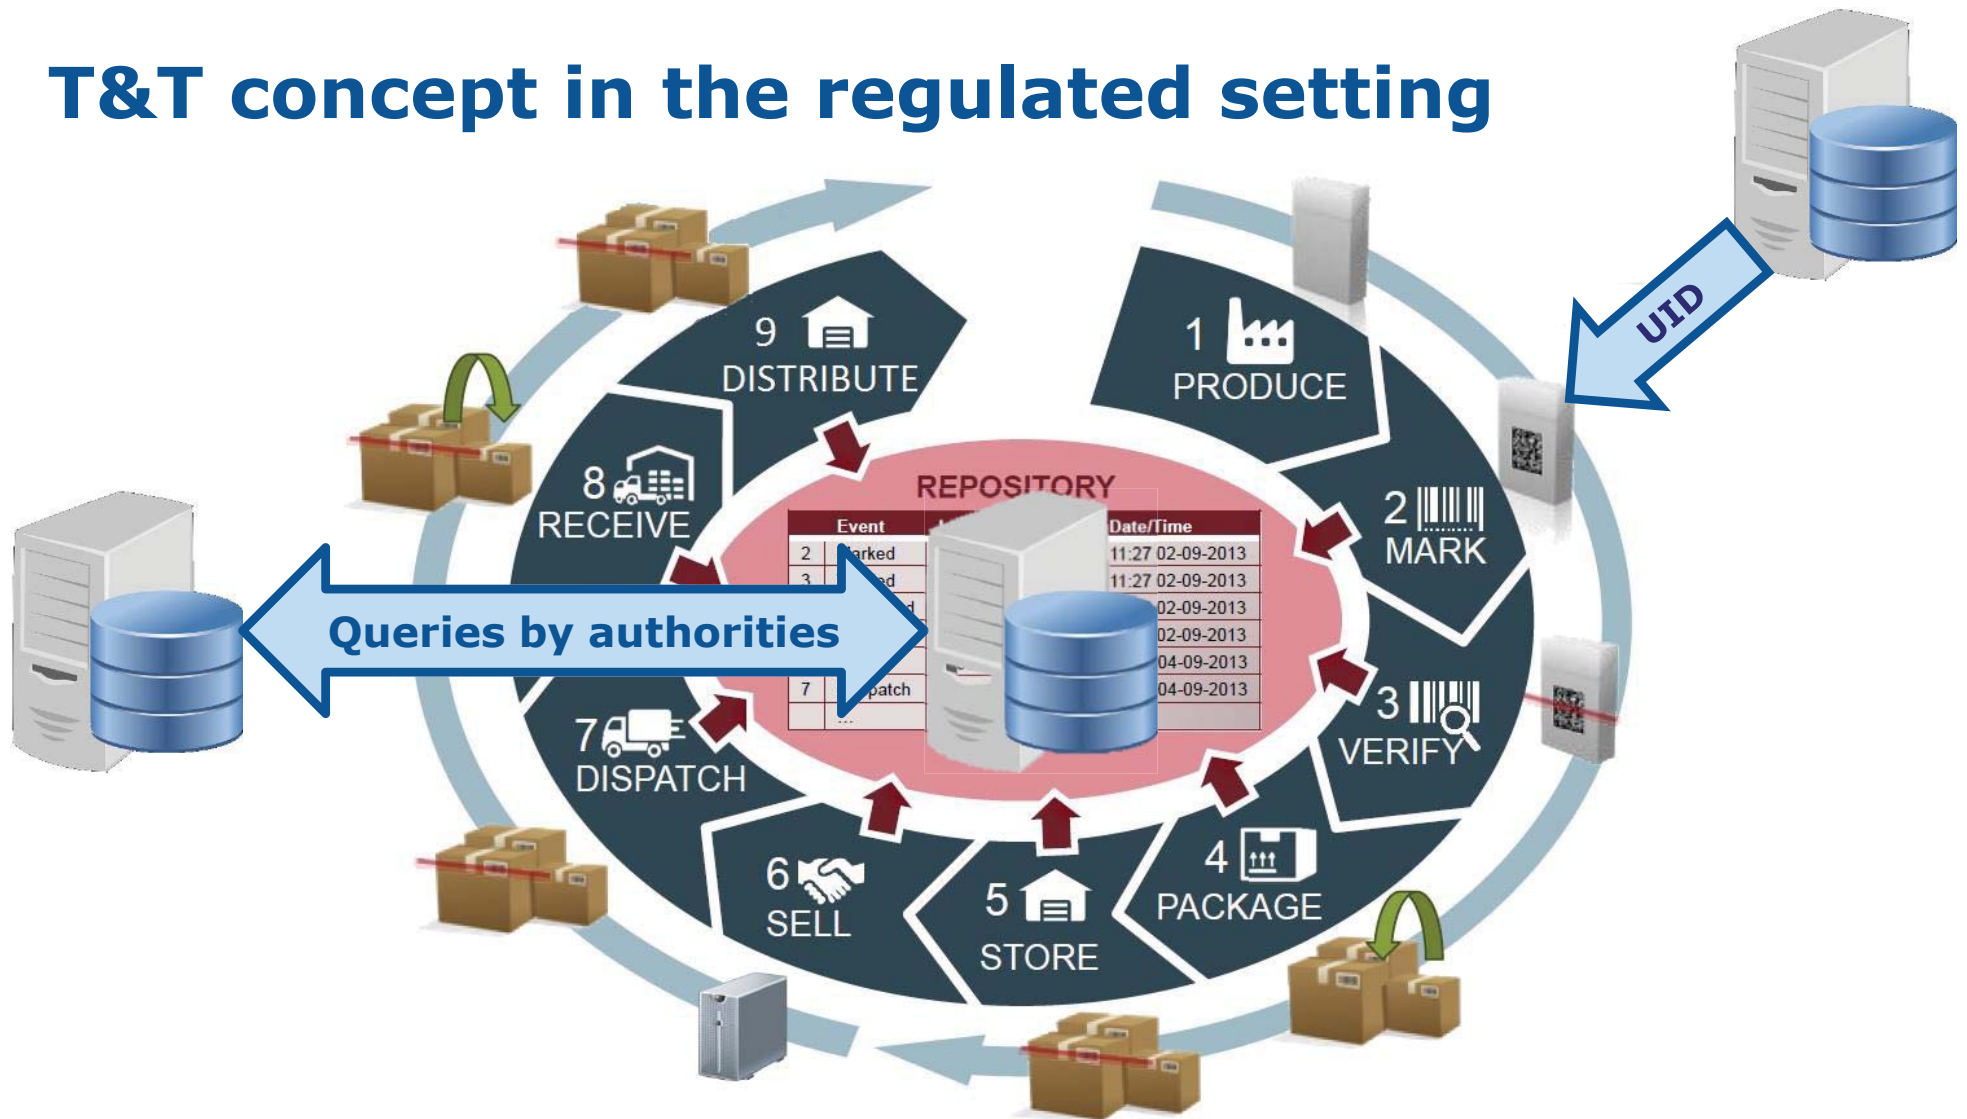 T&T concept in the regulated setting
UID
1
PRODUCE
2
MARK
3
VERIFY
4
PACKAGE
5
STORE
6
SELL
7
DISPATCH
8
RECEIVE
9
DISTRIBUTE
REPOSITORY
Event Date/Time
2 11:27 02-09-2013
3 11:27 02-09-2013
02-09-2013
02-09-2013
04-09-2013
7 04-09-2013
...
Queries by authorities